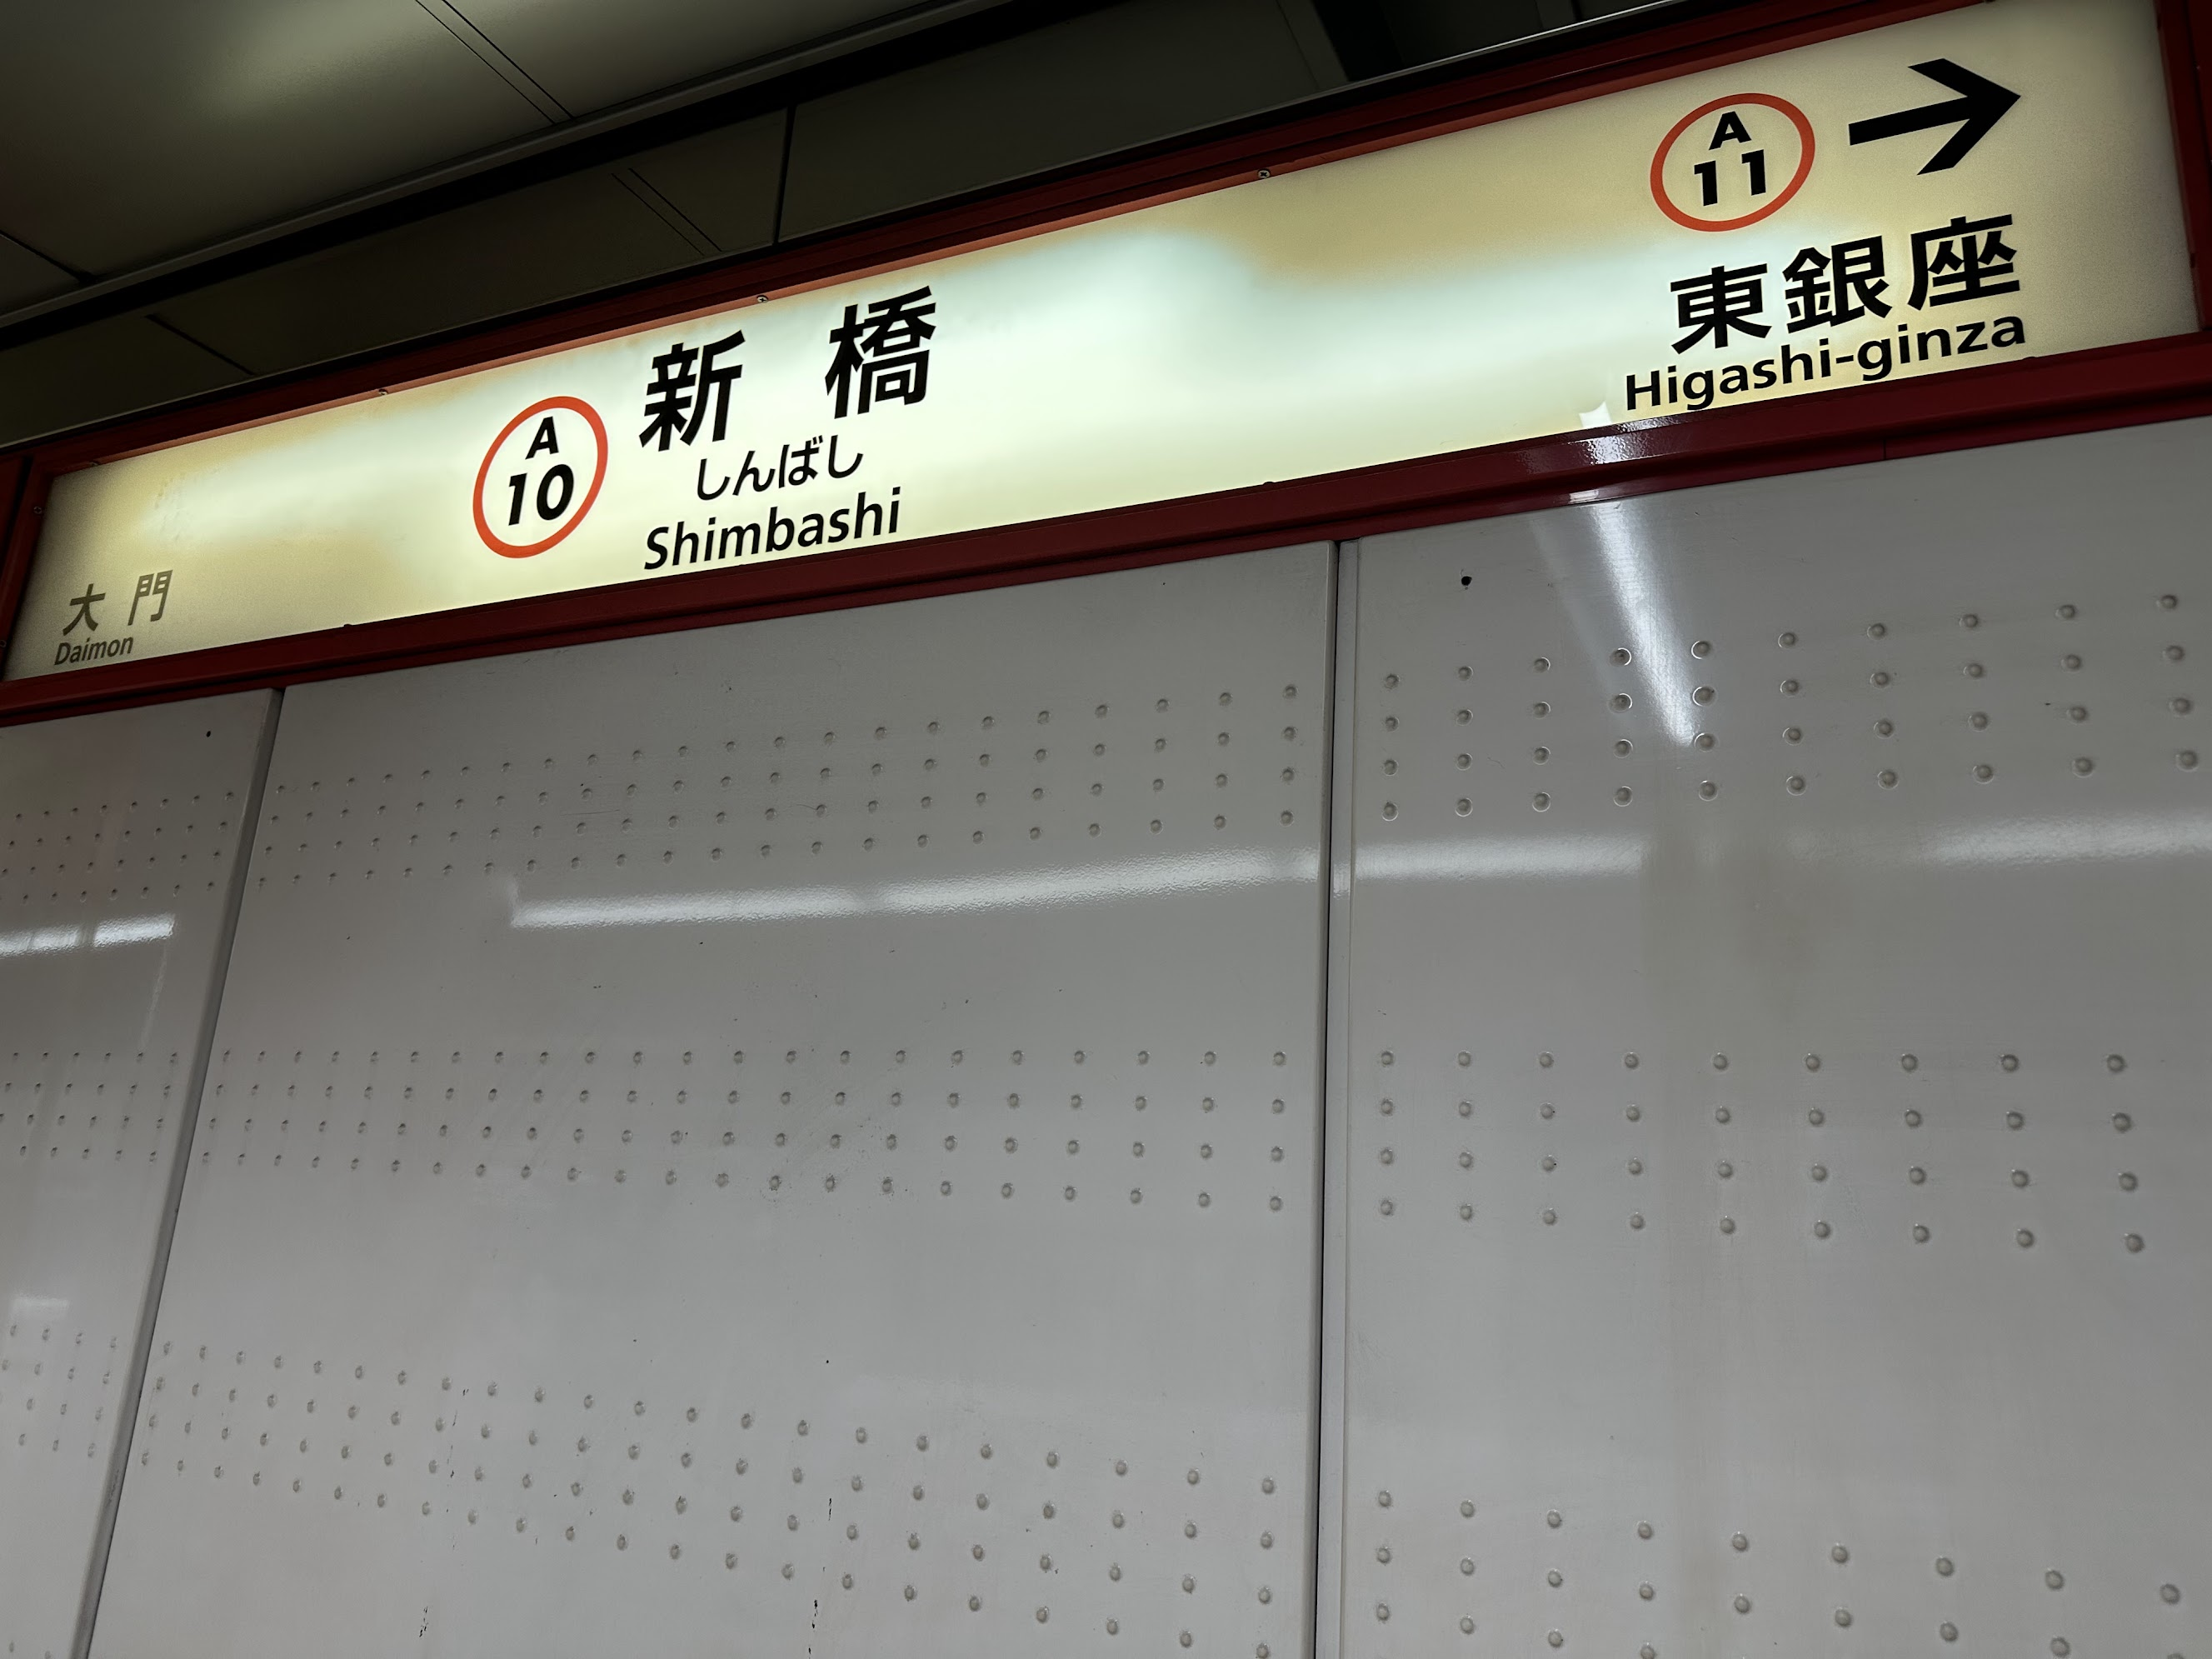 大門
Daimon
A
10
新橋
しんばし
Shimbashi
A
11
→
東銀座
Higashi-ginza